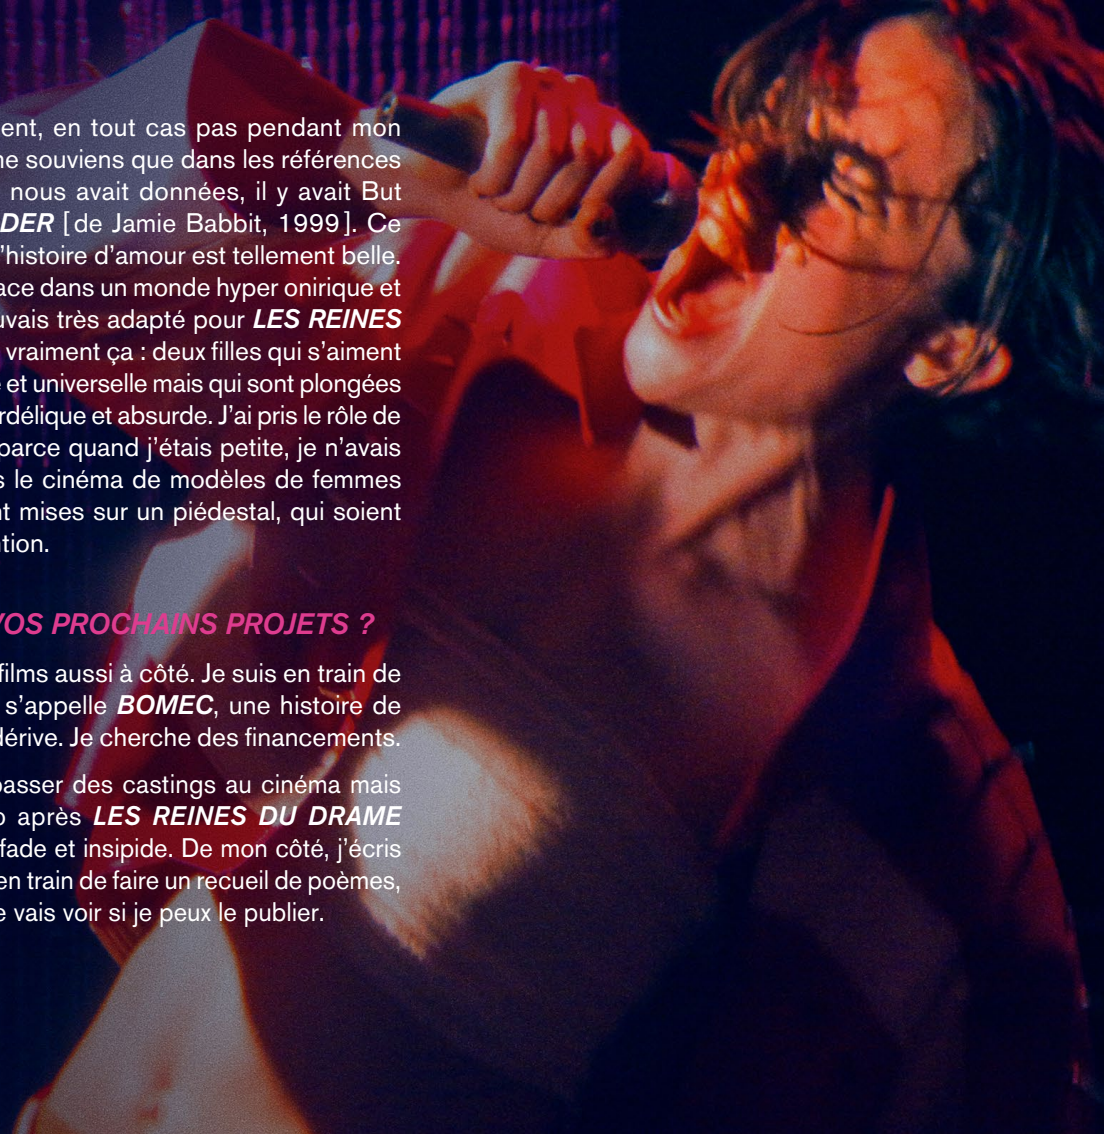 ent, en tout cas pas pendant mon
ne souviens que dans les références
nous avait données, il y avait But
DER [de Jamie Babbit, 1999]. Ce
'histoire d'amour est tellement belle.
ace dans un monde hyper onirique et
uvais très adapté pour LES REINES
vraiment ça : deux filles qui s'aiment
et universelle mais qui sont plongées
rdélique et absurde. J'ai pris le rôle de
parce quand j'étais petite, je n'avais
s le cinéma de modèles de femmes
nt mises sur un piédestal, qui soient
tion.
VOS PROCHAINS PROJETS ?
films aussi à côté. Je suis en train de
s'appelle BOMEC, une histoire de
dérive. Je cherche des financements.
passer des castings au cinéma mais
après LES REINES DU DRAME
fade et insipide. De mon côté, j'écris
en train de faire un recueil de poèmes,
e vais voir si je peux le publier.